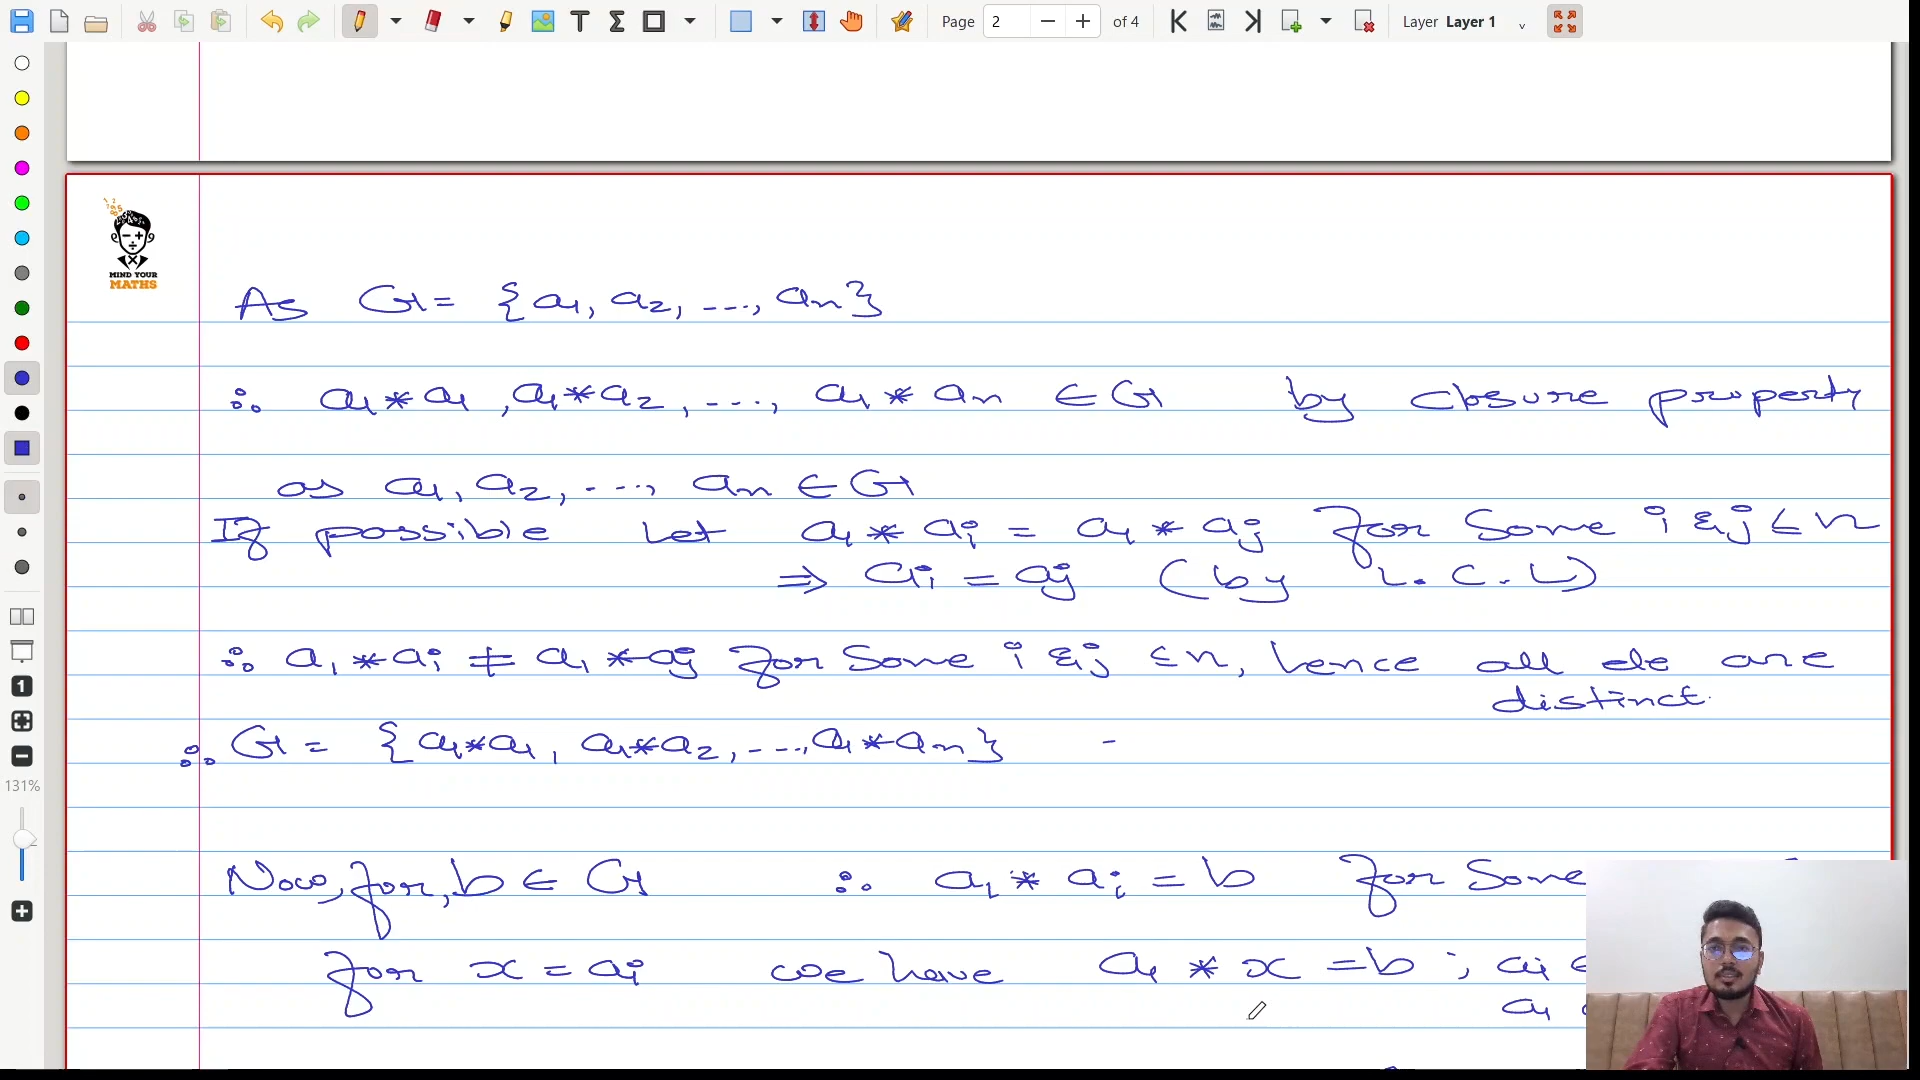 Page 2 of 4 Layer Layer 1
MIND YOUR
MATHS
As G = {a₁, a₂, ---, aₙ}
∴ a₁ * a₁, a₁ * a₂, ---, a₁ * aₙ ∈ G by closure property
as a₁, a₂, ---, aₙ ∈ G
If possible Let a₁ * aᵢ = a₁ * aⱼ for some i & j ≤ n
⇒ aᵢ = aⱼ (by L.C.L)
∴ a₁ * aᵢ ≠ a₁ * aⱼ for some i & j ≤ n, hence all ele are
distinct.
∴ G = {a₁ * a₁, a₁ * a₂, ---, a₁ * aₙ} -
131%
Now, for, b ∈ G ∴ a₁ * aᵢ = b for some
for x = aᵢ we have a₁ * x = b ; aᵢ ∈
a₁